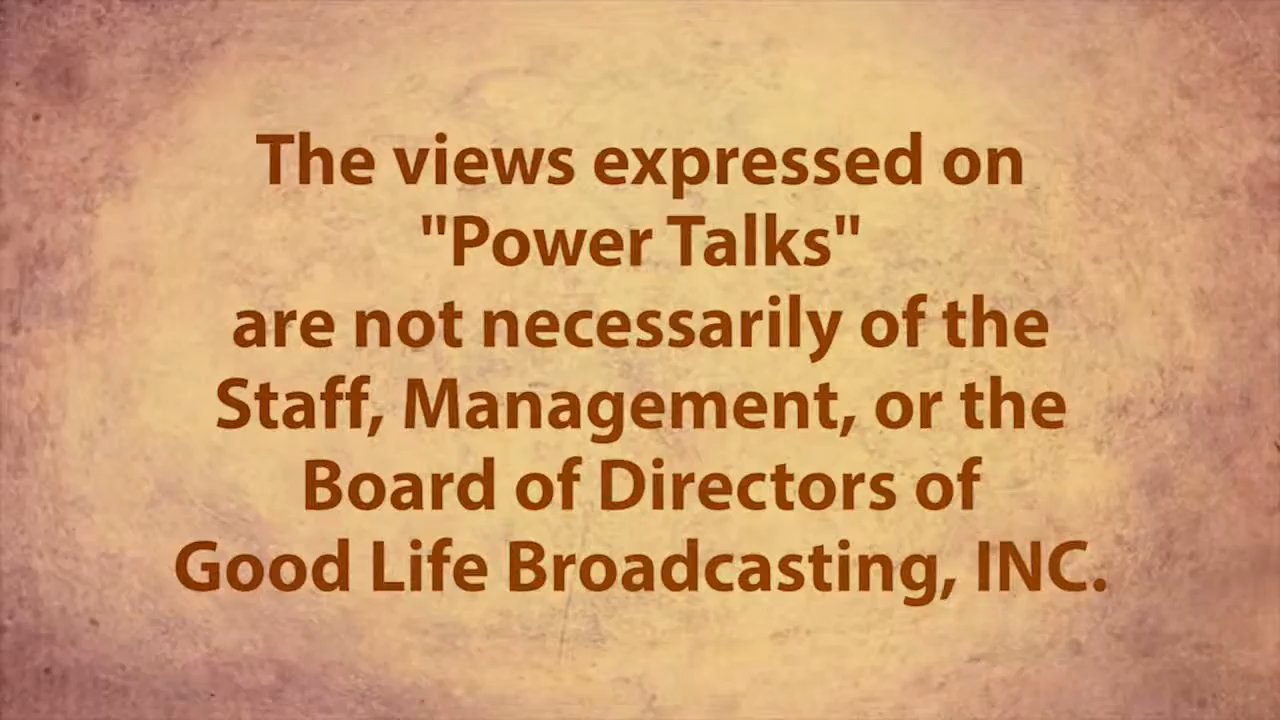 The views expressed on
"Power Talks"
are not necessarily of the
Staff, Management, or the
Board of Directors of
Good Life Broadcasting, INC.